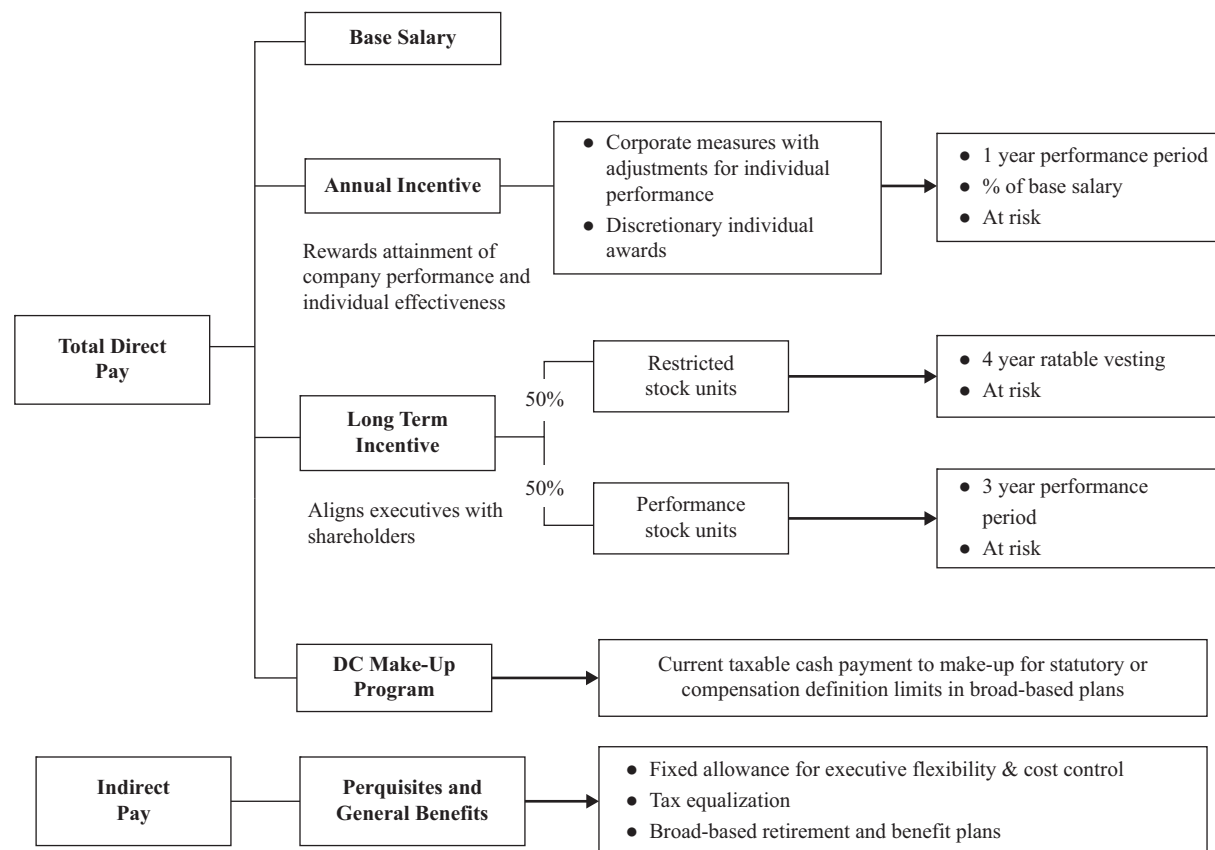 Base Salary
Annual Incentive
● Corporate measures with
adjustments for individual
performance
● Discretionary individual
awards
● 1 year performance period
● % of base salary
● At risk
Rewards attainment of
company performance and
individual effectiveness
Total Direct
Pay
Long Term
Incentive
50%
Restricted
stock units
● 4 year ratable vesting
● At risk
50%
Performance
stock units
● 3 year performance
period
● At risk
Aligns executives with
shareholders
DC Make-Up
Program
Current taxable cash payment to make-up for statutory or
compensation definition limits in broad-based plans
Indirect
Pay
Perquisites and
General Benefits
● Fixed allowance for executive flexibility & cost control
● Tax equalization
● Broad-based retirement and benefit plans